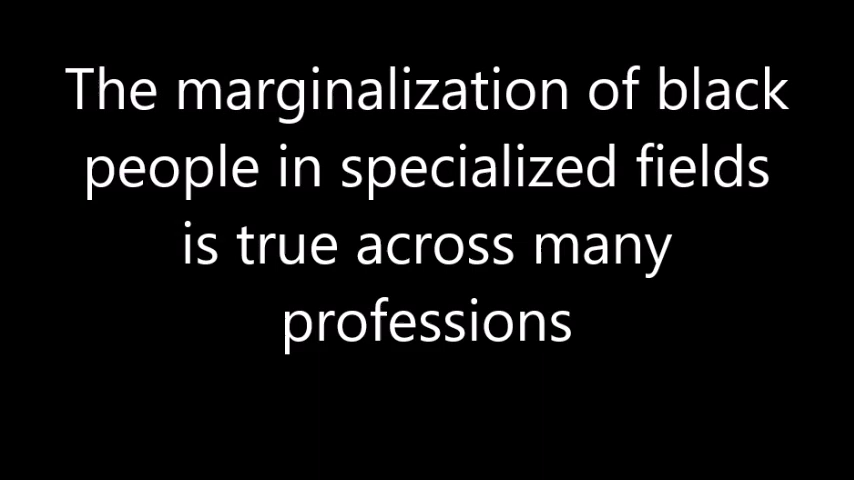 The marginalization of black
people in specialized fields
is true across many
professions